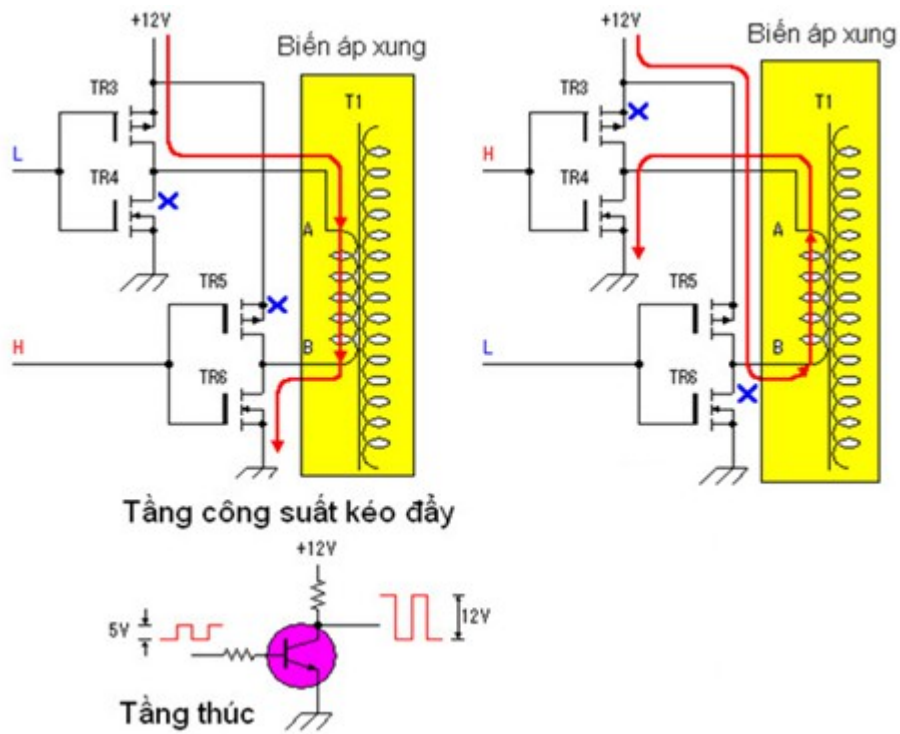 +12V
Biến áp xung
TR3
T1
L
TR4
A
TR5
H
B
TR6
+12V
Biến áp xung
TR3
T1
H
TR4
A
TR5
L
B
TR6
Tầng công suất kéo đẩy
+12V
5V
12V
Tầng thúc